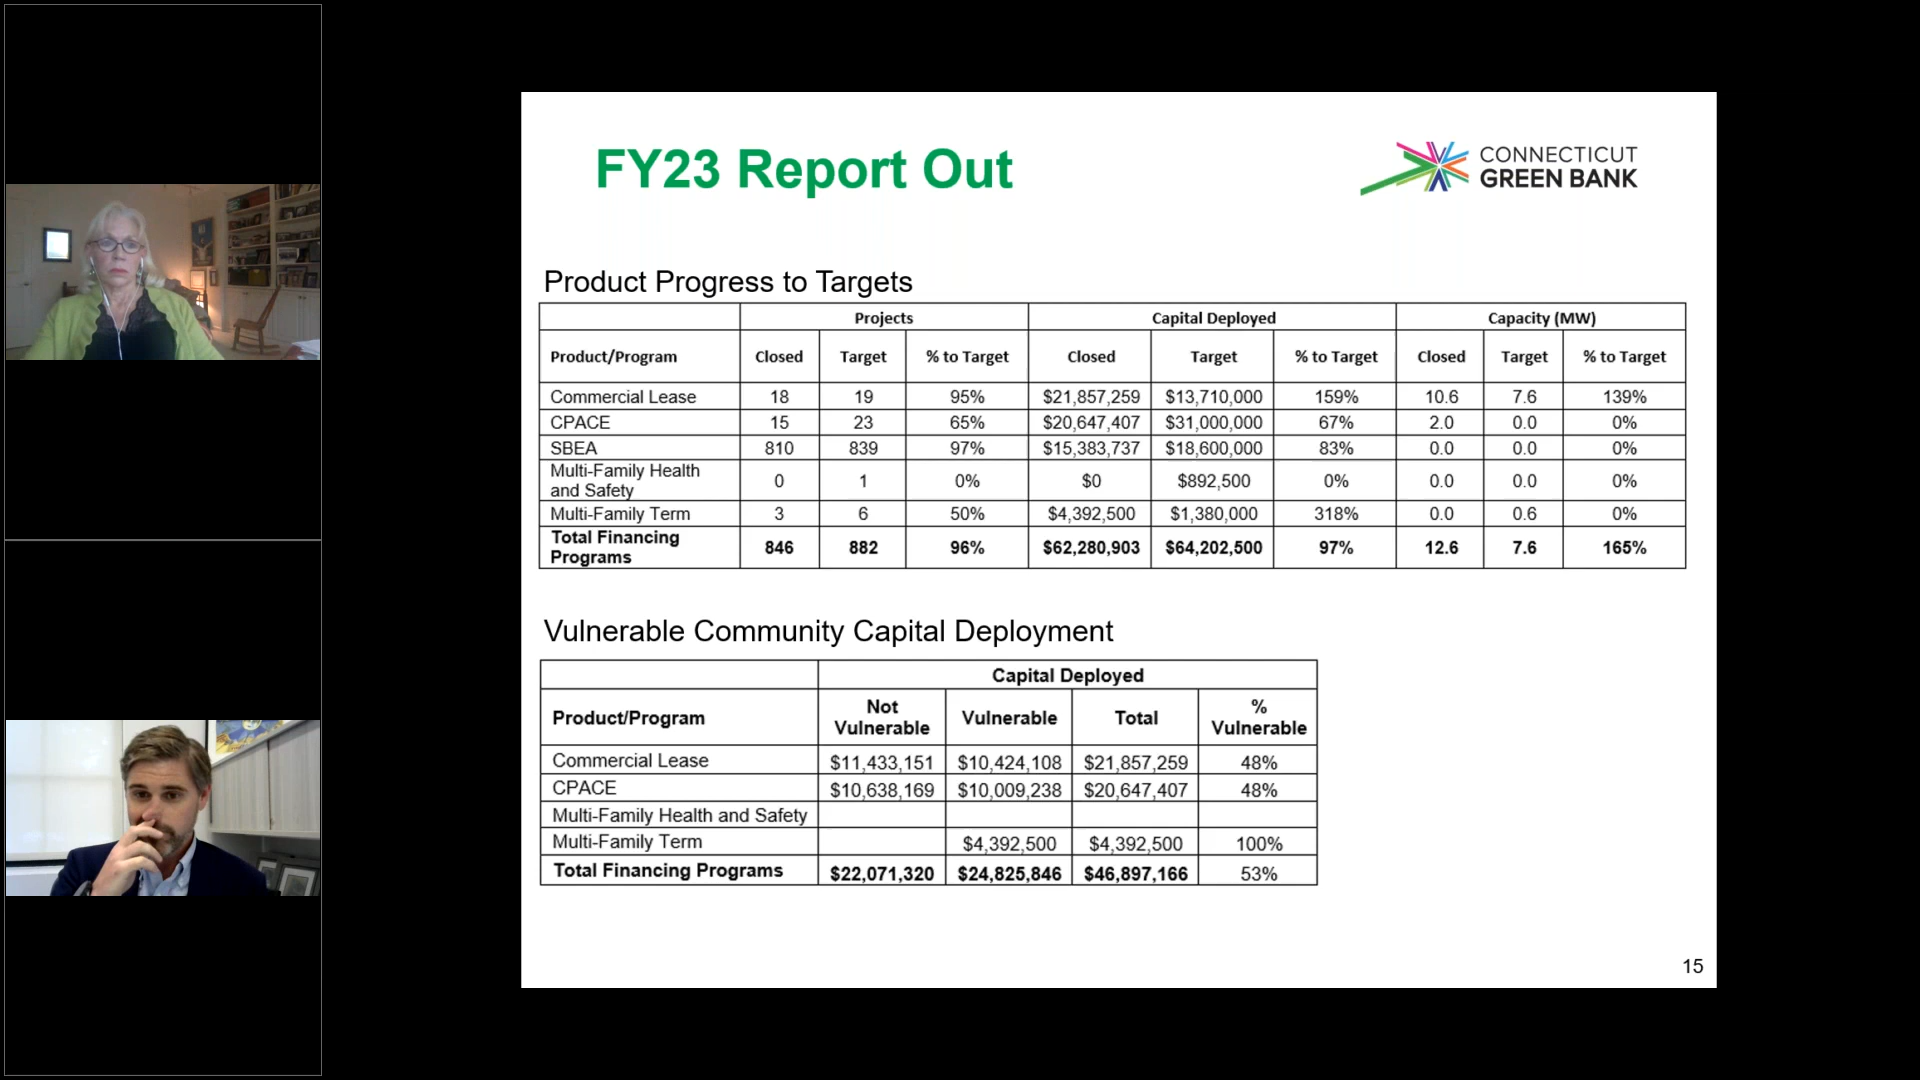 FY23 Report Out
CONNECTICUT
GREEN BANK
Product Progress to Targets
Projects Capital Deployed Capacity (MW)
Product/Program Closed Target % to Target Closed Target % to Target Closed Target % to Target
Commercial Lease 18 19 95% $21,857,259 $13,710,000 159% 10.6 7.6 139%
CPACE 15 23 65% $20,647,407 $31,000,000 67% 2.0 0.0 0%
SBEA 810 839 97% $15,383,737 $18,600,000 83% 0.0 0.0 0%
Multi-Family Health
and Safety 0 1 0% $0 $892,500 0% 0.0 0.0 0%
Multi-Family Term 3 6 50% $4,392,500 $1,380,000 318% 0.0 0.6 0%
Total Financing
Programs 846 882 96% $62,280,903 $64,202,500 97% 12.6 7.6 165%
Vulnerable Community Capital Deployment
Capital Deployed
Product/Program Not Vulnerable Vulnerable Total % Vulnerable
Commercial Lease $11,433,151 $10,424,108 $21,857,259 48%
CPACE $10,638,169 $10,009,238 $20,647,407 48%
Multi-Family Health and Safety
Multi-Family Term $4,392,500 $4,392,500 100%
Total Financing Programs $22,071,320 $24,825,846 $46,897,166 53%
15